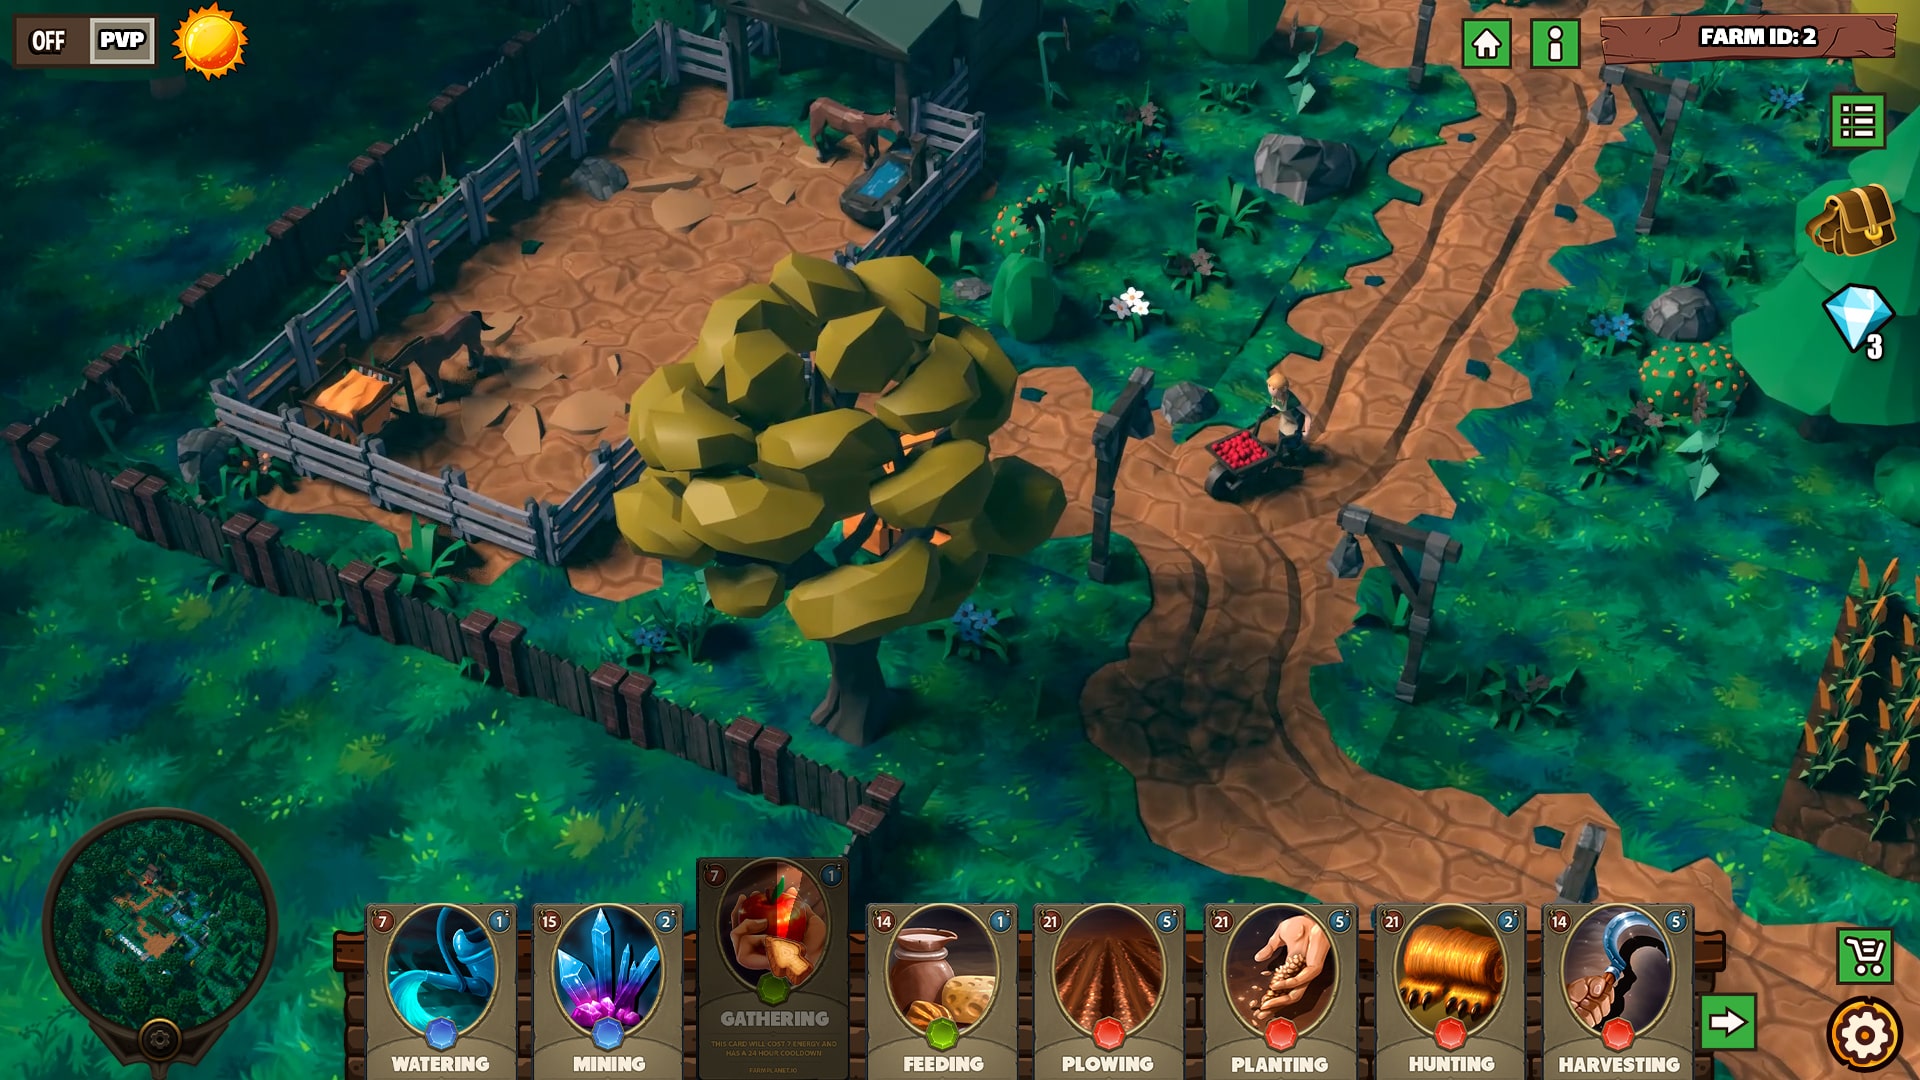 OFF PVP
FARM ID: 2
3
7 1
WATERING
15 2
MINING
7 1
GATHERING
THIS CARD WILL COST 7 ENERGY AND
HAS A 24 HOUR COOLDOWN
FARMPLANET.IO
14 1
FEEDING
21 5
PLOWING
21 5
PLANTING
21 2
HUNTING
14 5
HARVESTING